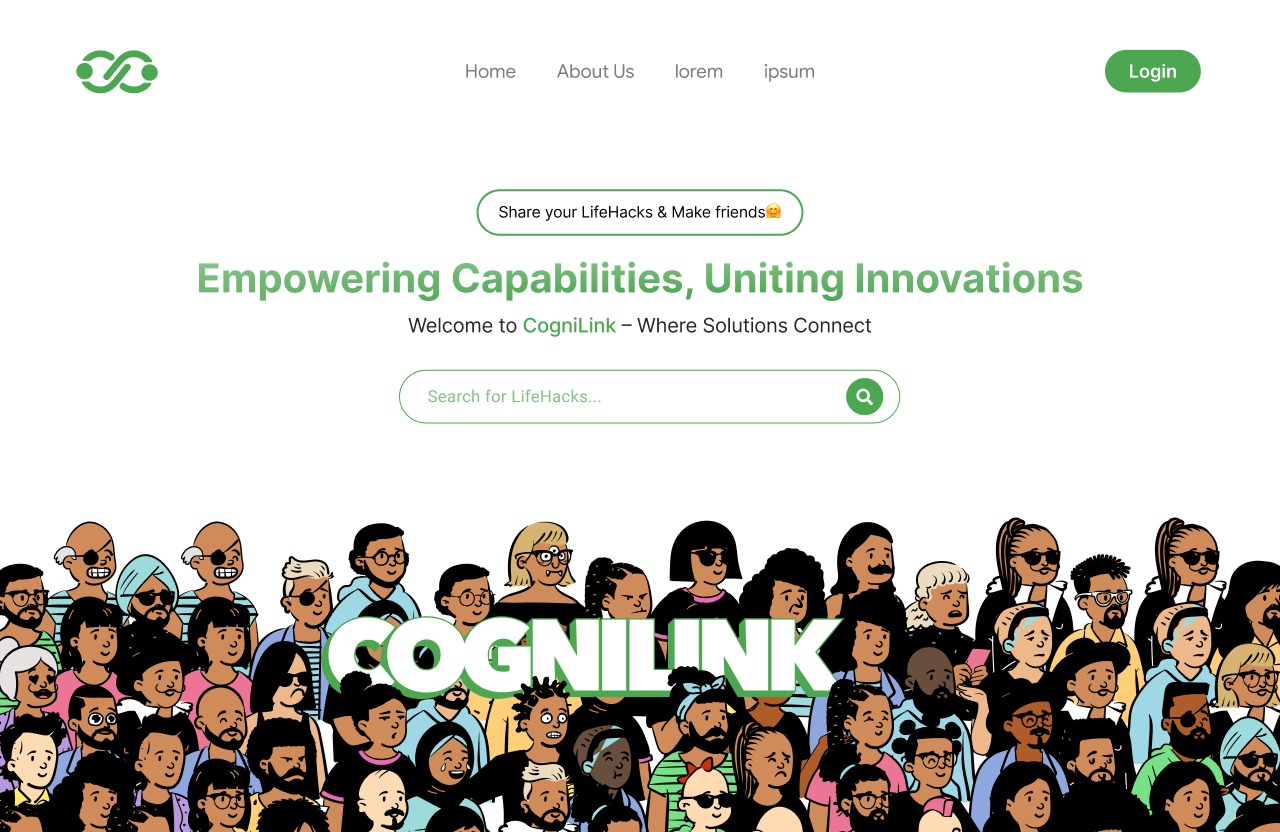 Home
About Us
lorem
ipsum
Login
Share your LifeHacks & Make friends🤗
Empowering Capabilities, Uniting Innovations
Welcome to CogniLink – Where Solutions Connect
Search for LifeHacks...
COGNILINK